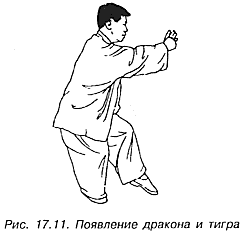 Рис. 17.11. Появление дракона и тигра